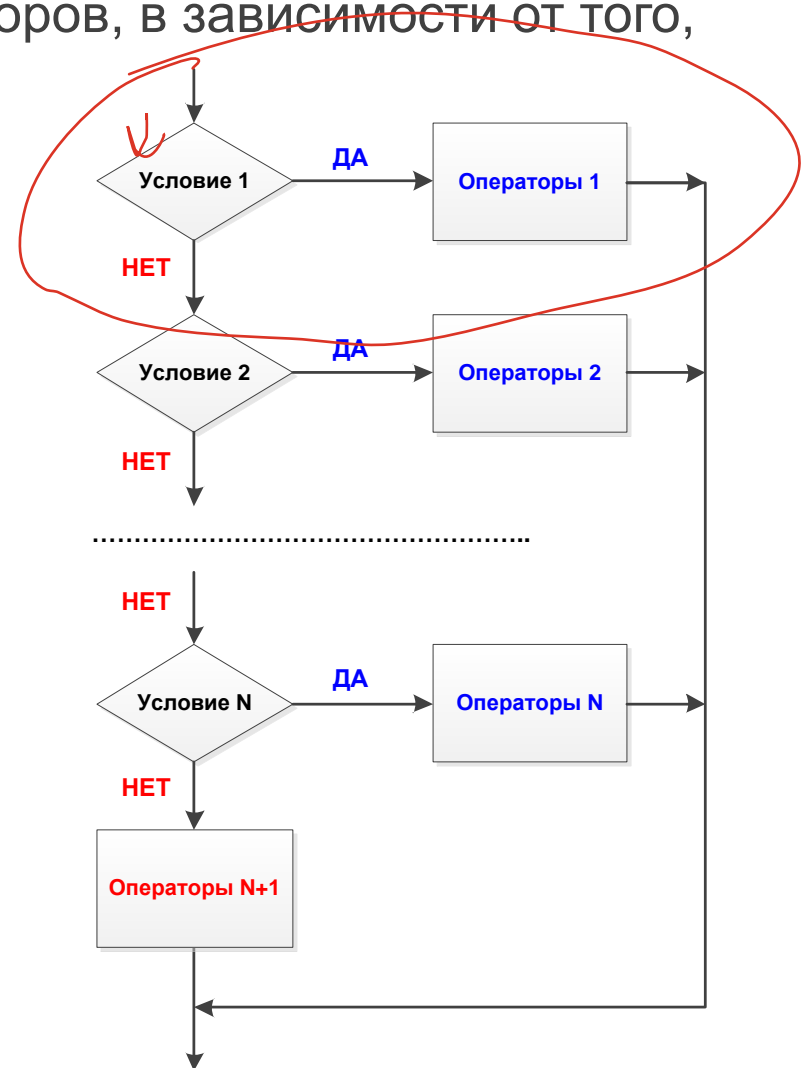 оров, в зависимости от того,
Условие 1
ДА
Операторы 1
НЕТ
Условие 2
ДА
Операторы 2
НЕТ
……………………………………………..
НЕТ
Условие N
ДА
Операторы N
НЕТ
Операторы N+1